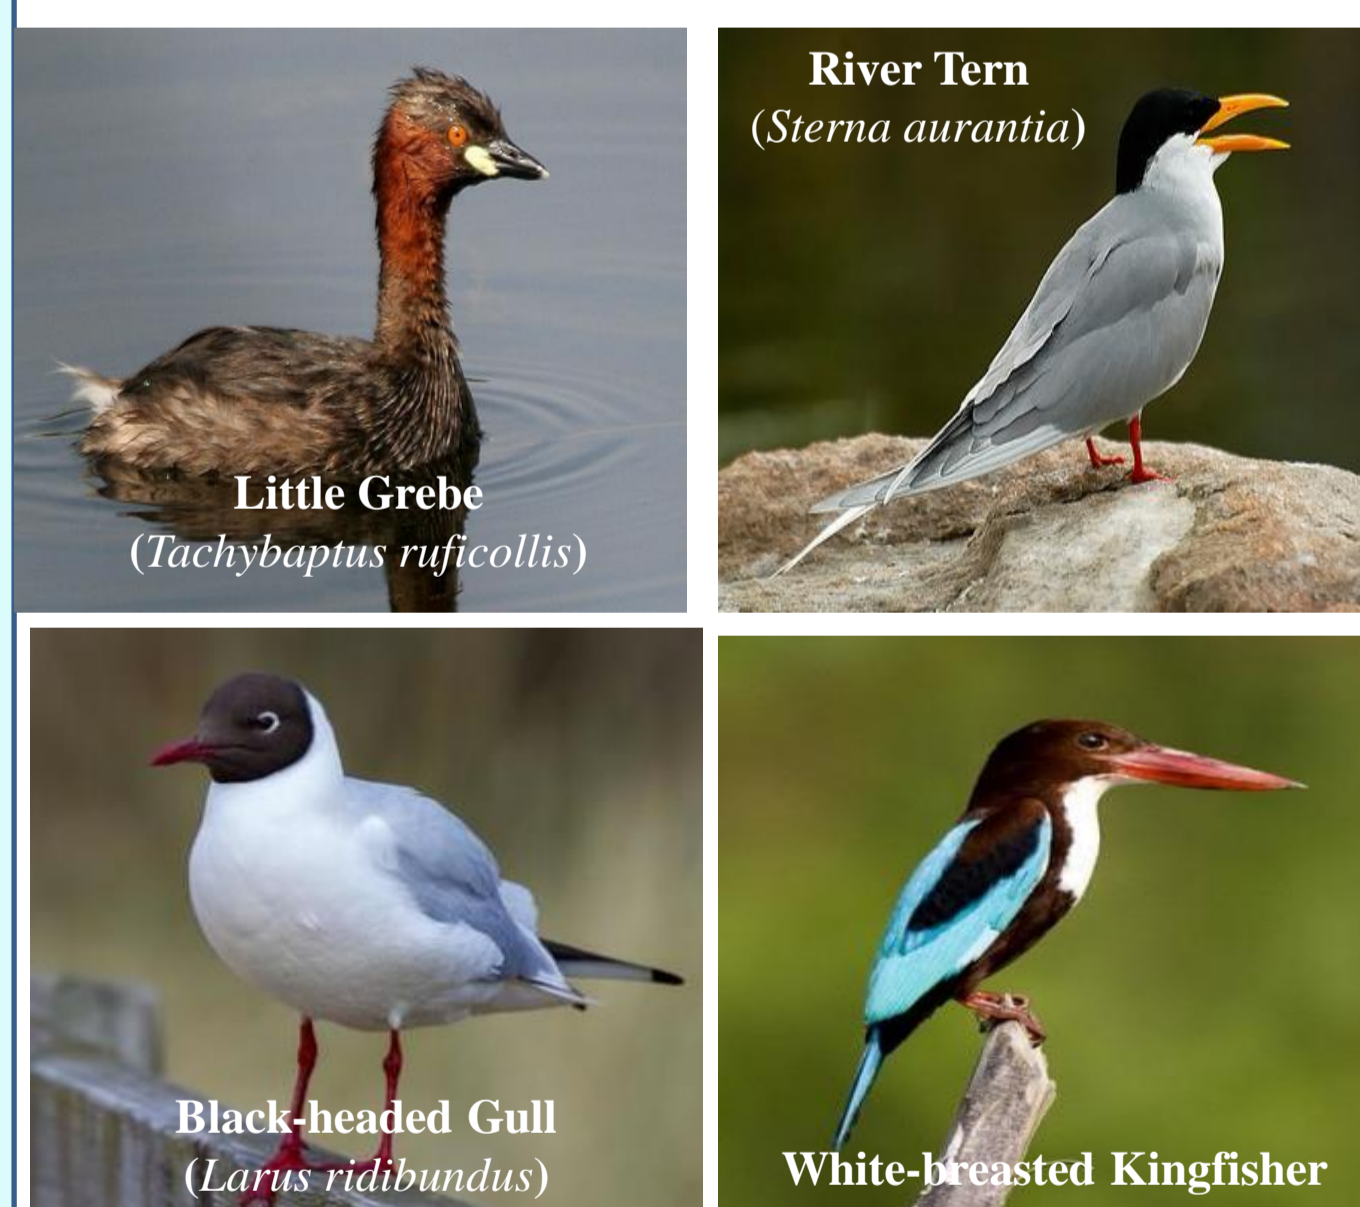 Little Grebe
(Tachybaptus ruficollis)
River Tern
(Sterna aurantia)
Black-headed Gull
(Larus ridibundus)
White-breasted Kingfisher